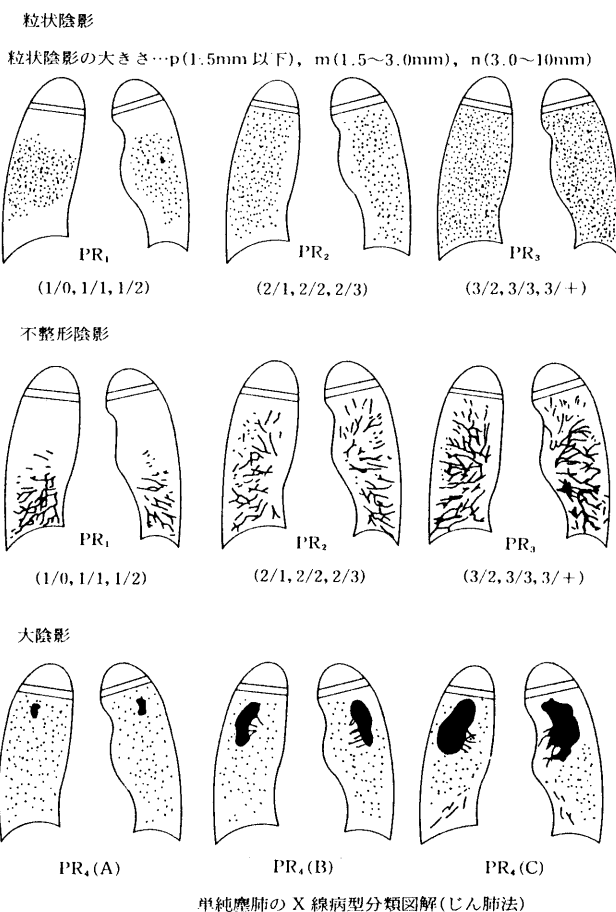 粒状陰影
粒状陰影の大きさ…p(1.5mm 以下), m(1.5〜3.0mm), n(3.0〜10mm)
PR₁ PR₂ PR₃
(1/0, 1/1, 1/2) (2/1, 2/2, 2/3) (3/2, 3/3, 3/+)
不整形陰影
PR₁ PR₂ PR₃
(1/0, 1/1, 1/2) (2/1, 2/2, 2/3) (3/2, 3/3, 3/+)
大陰影
PR₄(A) PR₄(B) PR₄(C)
単純塵肺の X 線病型分類図解(じん肺法)